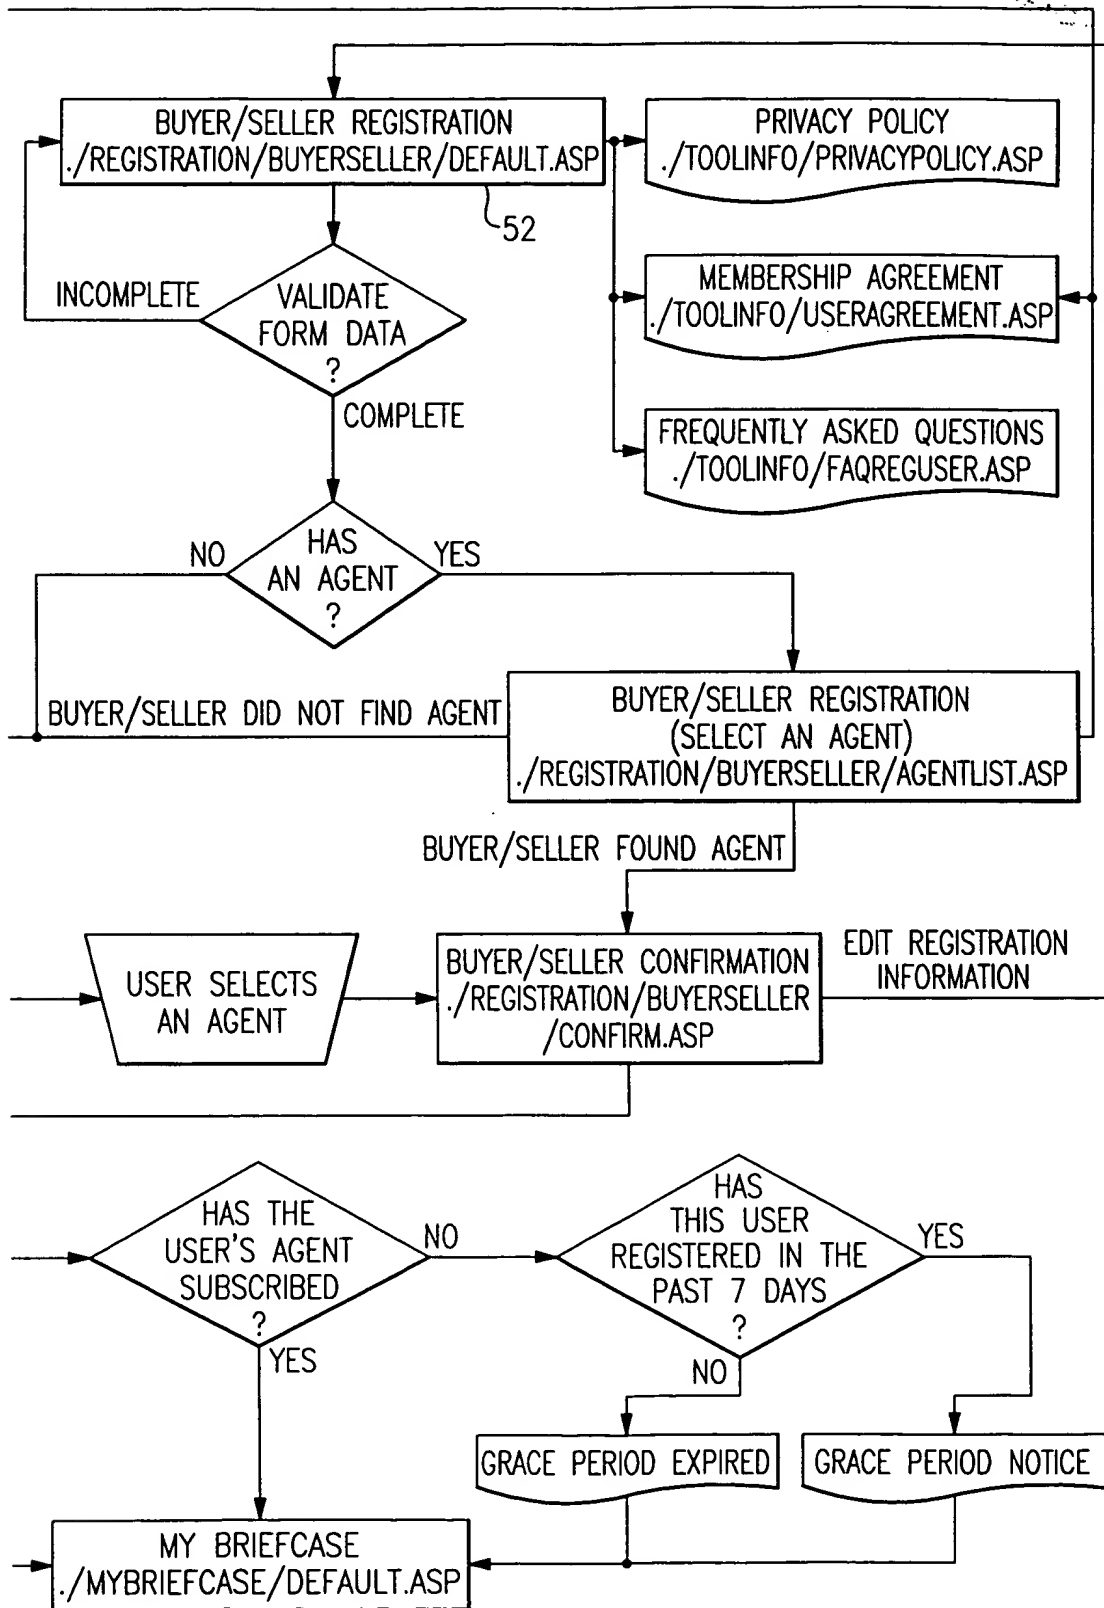 BUYER/SELLER REGISTRATION
./REGISTRATION/BUYERSELLER/DEFAULT.ASP
PRIVACY POLICY
./TOOLINFO/PRIVACYPOLICY.ASP
52
INCOMPLETE
VALIDATE
FORM DATA
?
MEMBERSHIP AGREEMENT
./TOOLINFO/USERAGREEMENT.ASP
COMPLETE
FREQUENTLY ASKED QUESTIONS
./TOOLINFO/FAQREGUSER.ASP
NO
HAS
AN AGENT
?
YES
BUYER/SELLER DID NOT FIND AGENT
BUYER/SELLER REGISTRATION
(SELECT AN AGENT)
./REGISTRATION/BUYERSELLER/AGENTLIST.ASP
BUYER/SELLER FOUND AGENT
USER SELECTS
AN AGENT
BUYER/SELLER CONFIRMATION
./REGISTRATION/BUYERSELLER
/CONFIRM.ASP
EDIT REGISTRATION
INFORMATION
HAS THE
USER'S AGENT
SUBSCRIBED
?
NO
YES
HAS
THIS USER
REGISTERED IN THE
PAST 7 DAYS
?
YES
NO
GRACE PERIOD EXPIRED
GRACE PERIOD NOTICE
MY BRIEFCASE
./MYBRIEFCASE/DEFAULT.ASP